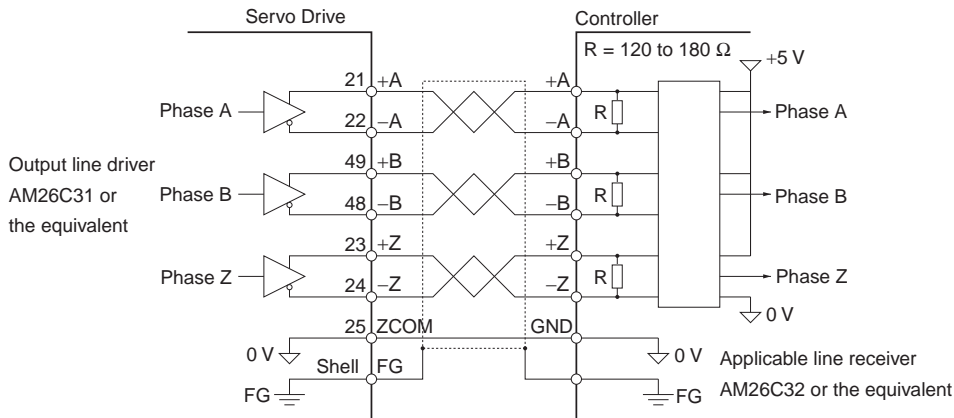 Servo Drive
Controller
R = 120 to 180 Ω
+5 V
21 +A +A
Phase A R Phase A
22 −A −A
Output line driver
AM26C31 or
the equivalent
49 +B +B
Phase B R Phase B
48 −B −B
23 +Z +Z
Phase Z R Phase Z
24 −Z −Z
0 V
25 ZCOM GND
0 V 0 V
Shell FG
FG FG
Applicable line receiver
AM26C32 or the equivalent